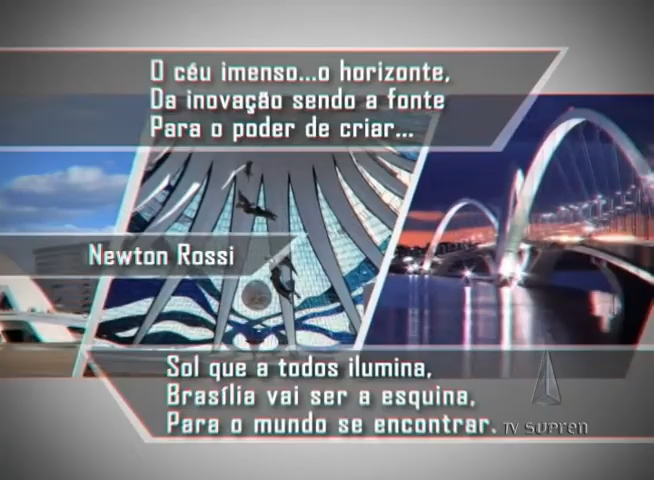 O céu imenso...o horizonte,
Da inovação sendo a fonte
Para o poder de criar...
Newton Rossi
Sol que a todos ilumina,
Brasília vai ser a esquina,
Para o mundo se encontrar.
TV SUPREN